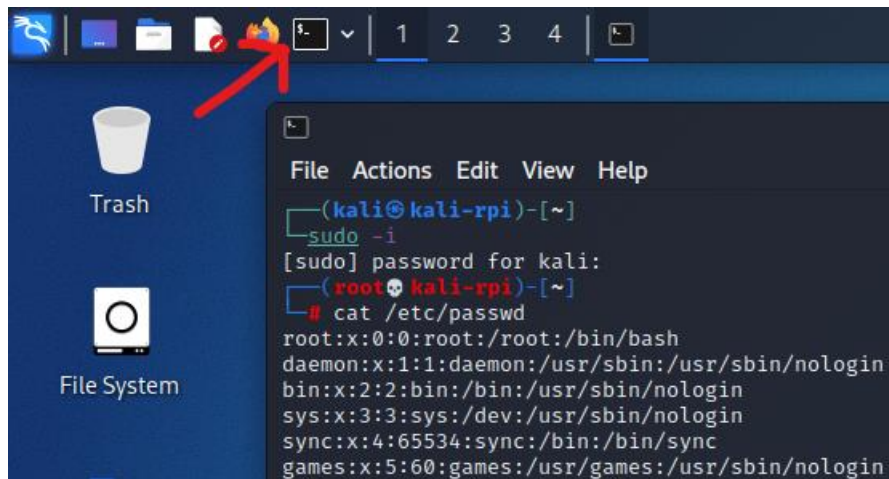 1 2 3 4
File Actions Edit View Help
Trash
File System
(kali㉿kali-rpi)-[~]
sudo -i
[sudo] password for kali:
(root💀kali-rpi)-[~]
# cat /etc/passwd
root:x:0:0:root:/root:/bin/bash
daemon:x:1:1:daemon:/usr/sbin:/usr/sbin/nologin
bin:x:2:2:bin:/bin:/usr/sbin/nologin
sys:x:3:3:sys:/dev:/usr/sbin/nologin
sync:x:4:65534:sync:/bin:/bin/sync
games:x:5:60:games:/usr/games:/usr/sbin/nologin